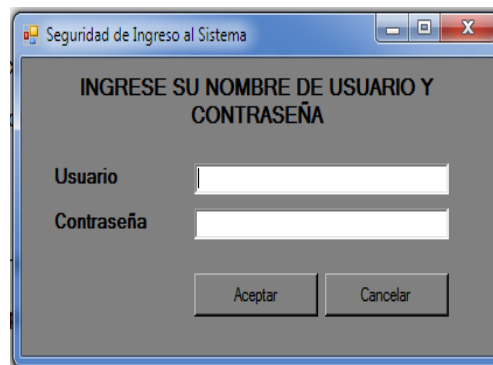 Seguridad de Ingreso al Sistema
INGRESE SU NOMBRE DE USUARIO Y
CONTRASEÑA
Usuario
Contraseña
Aceptar Cancelar